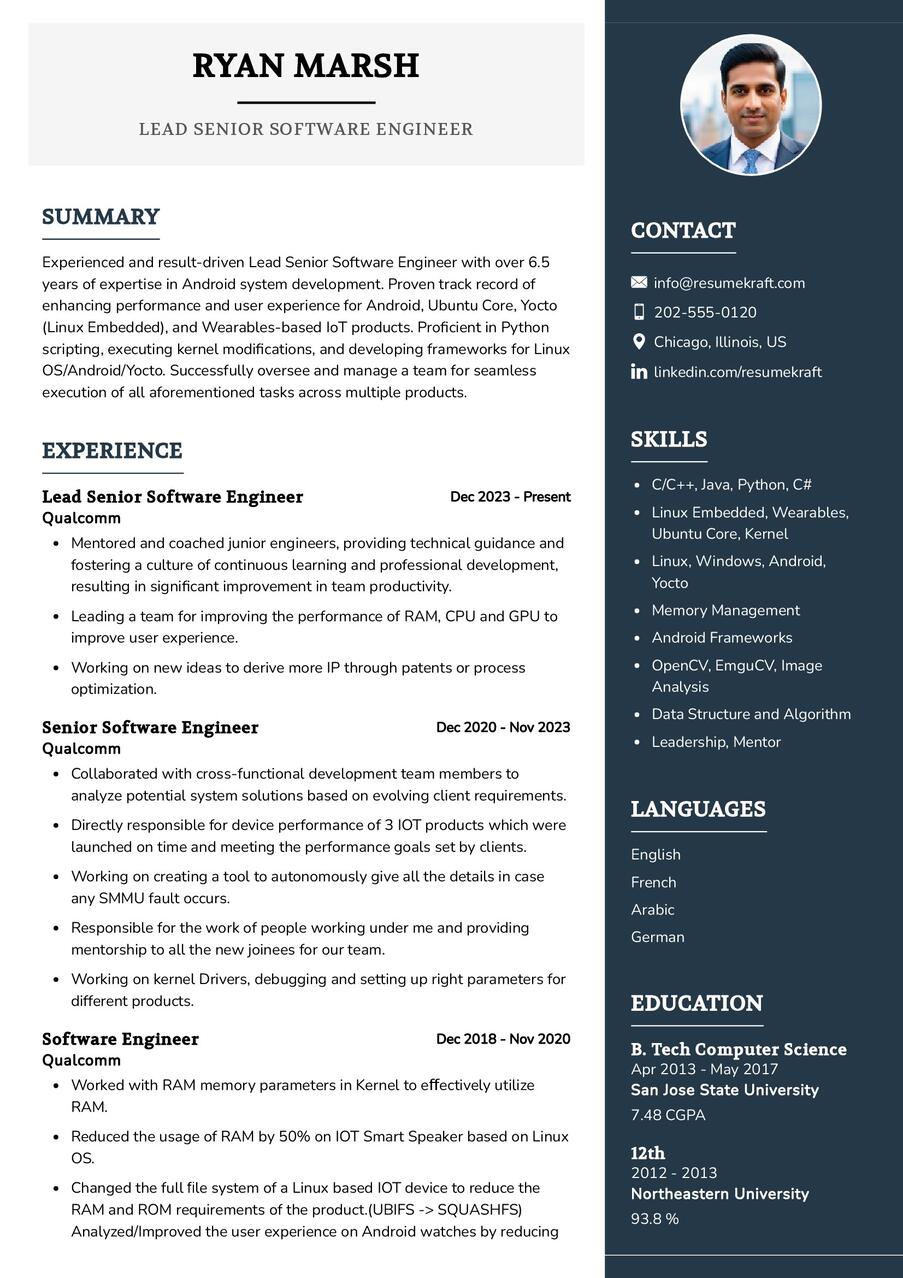 RYAN MARSH
LEAD SENIOR SOFTWARE ENGINEER
SUMMARY
Experienced and result-driven Lead Senior Software Engineer with over 6.5
years of expertise in Android system development. Proven track record of
enhancing performance and user experience for Android, Ubuntu Core, Yocto
(Linux Embedded), and Wearables-based IoT products. Proficient in Python
scripting, executing kernel modifications, and developing frameworks for Linux
OS/Android/Yocto. Successfully oversee and manage a team for seamless
execution of all aforementioned tasks across multiple products.
EXPERIENCE
Lead Senior Software Engineer Dec 2023 - Present
Qualcomm
• Mentored and coached junior engineers, providing technical guidance and
fostering a culture of continuous learning and professional development,
resulting in significant improvement in team productivity.
• Leading a team for improving the performance of RAM, CPU and GPU to
improve user experience.
• Working on new ideas to derive more IP through patents or process
optimization.
Senior Software Engineer Dec 2020 - Nov 2023
Qualcomm
• Collaborated with cross-functional development team members to
analyze potential system solutions based on evolving client requirements.
• Directly responsible for device performance of 3 IOT products which were
launched on time and meeting the performance goals set by clients.
• Working on creating a tool to autonomously give all the details in case
any SMMU fault occurs.
• Responsible for the work of people working under me and providing
mentorship to all the new joinees for our team.
• Working on kernel Drivers, debugging and setting up right parameters for
different products.
Software Engineer Dec 2018 - Nov 2020
Qualcomm
• Worked with RAM memory parameters in Kernel to effectively utilize
RAM.
• Reduced the usage of RAM by 50% on IOT Smart Speaker based on Linux
OS.
• Changed the full file system of a Linux based IOT device to reduce the
RAM and ROM requirements of the product.(UBIFS -> SQUASHFS)
Analyzed/Improved the user experience on Android watches by reducing
CONTACT
info@resumekraft.com
202-555-0120
Chicago, Illinois, US
linkedin.com/resumekraft
SKILLS
• C/C++, Java, Python, C#
• Linux Embedded, Wearables,
Ubuntu Core, Kernel
• Linux, Windows, Android,
Yocto
• Memory Management
• Android Frameworks
• OpenCV, EmguCV, Image
Analysis
• Data Structure and Algorithm
• Leadership, Mentor
LANGUAGES
English
French
Arabic
German
EDUCATION
B. Tech Computer Science
Apr 2013 - May 2017
San Jose State University
7.48 CGPA
12th
2012 - 2013
Northeastern University
93.8 %